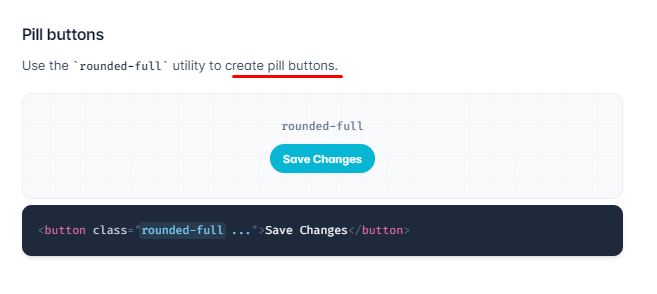 Pill buttons
Use the `rounded-full` utility to create pill buttons.
rounded-full
Save Changes
<button class="rounded-full ...">Save Changes</button>